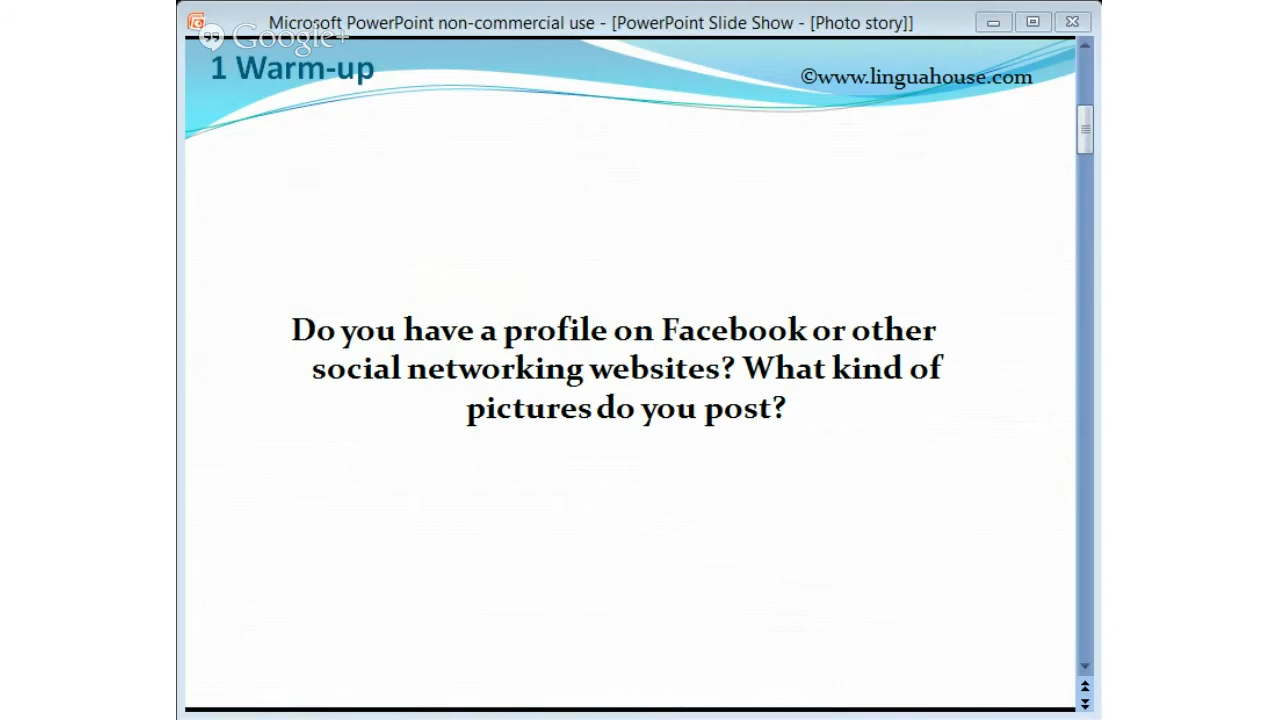 Microsoft PowerPoint non-commercial use - [PowerPoint Slide Show - [Photo story]]
Google+
1 Warm-up
©www.linguahouse.com
Do you have a profile on Facebook or other
social networking websites? What kind of
pictures do you post?